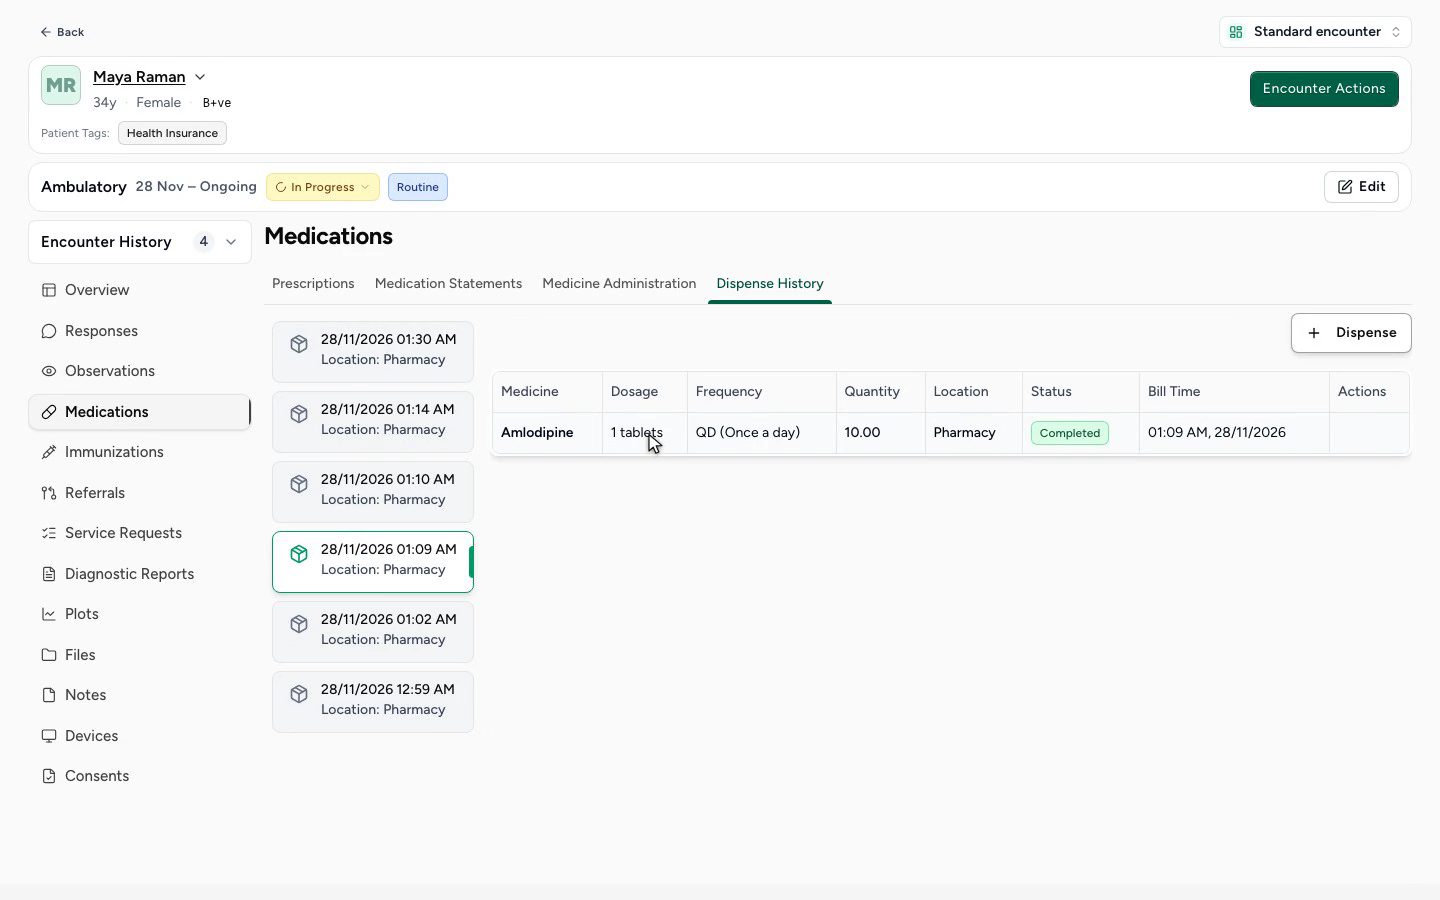 Back
Standard encounter
MR
Maya Raman
34y · Female · B+ve
Encounter Actions
Patient Tags: Health Insurance
Ambulatory 28 Nov – Ongoing In Progress Routine
Edit
Encounter History 4
Overview
Responses
Observations
Medications
Immunizations
Referrals
Service Requests
Diagnostic Reports
Plots
Files
Notes
Devices
Consents
Medications
Prescriptions Medication Statements Medicine Administration Dispense History
28/11/2026 01:30 AM
Location: Pharmacy
28/11/2026 01:14 AM
Location: Pharmacy
28/11/2026 01:10 AM
Location: Pharmacy
28/11/2026 01:09 AM
Location: Pharmacy
28/11/2026 01:02 AM
Location: Pharmacy
28/11/2026 12:59 AM
Location: Pharmacy
Dispense
Medicine Dosage Frequency Quantity Location Status Bill Time Actions
Amlodipine 1 tablets QD (Once a day) 10.00 Pharmacy Completed 01:09 AM, 28/11/2026